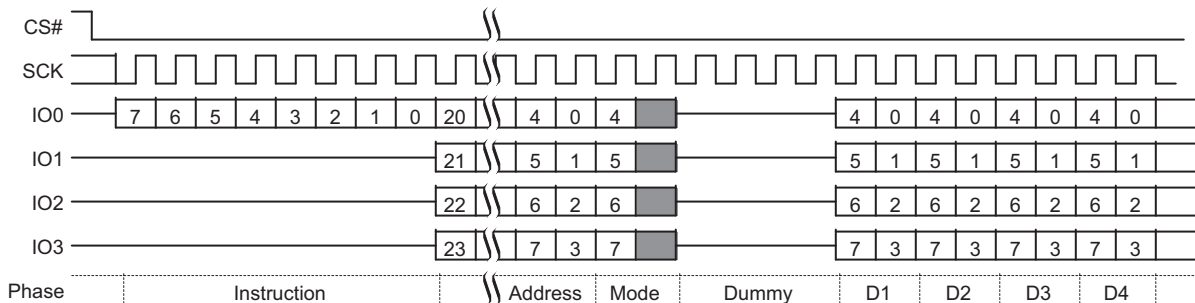 CS#
SCK
IO0 7 6 5 4 3 2 1 0 20 4 0 4 4 0 4 0 4 0 4 0
IO1 21 5 1 5 5 1 5 1 5 1 5 1
IO2 22 6 2 6 6 2 6 2 6 2 6 2
IO3 23 7 3 7 7 3 7 3 7 3 7 3
Phase Instruction Address Mode Dummy D1 D2 D3 D4